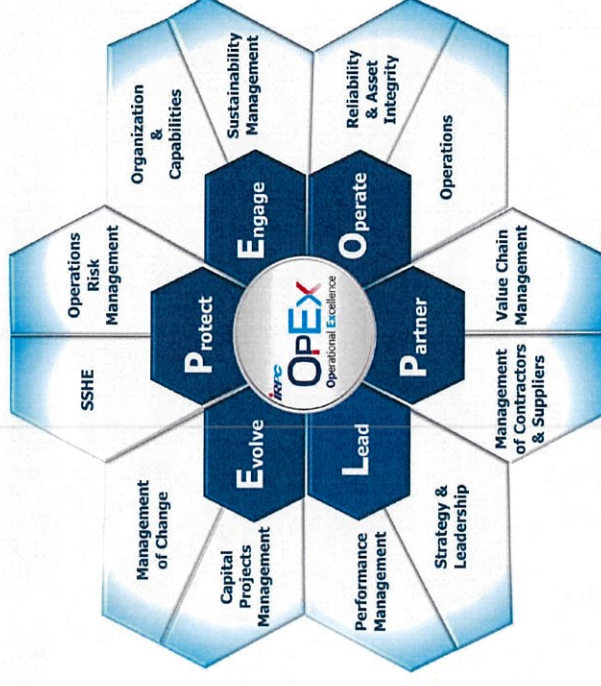 SSHE
Operations
Risk
Management
Protect
Organization
&
Capabilities
Sustainability
Management
Engage
Reliability
& Asset
Integrity
Operations
Operate
Value Chain
Management
Management
of Contractors
& Suppliers
Partner
Strategy &
Leadership
Performance
Management
Lead
Capital
Projects
Management
Management
of Change
Evolve
IRPC
OPEX
Operational Excellence